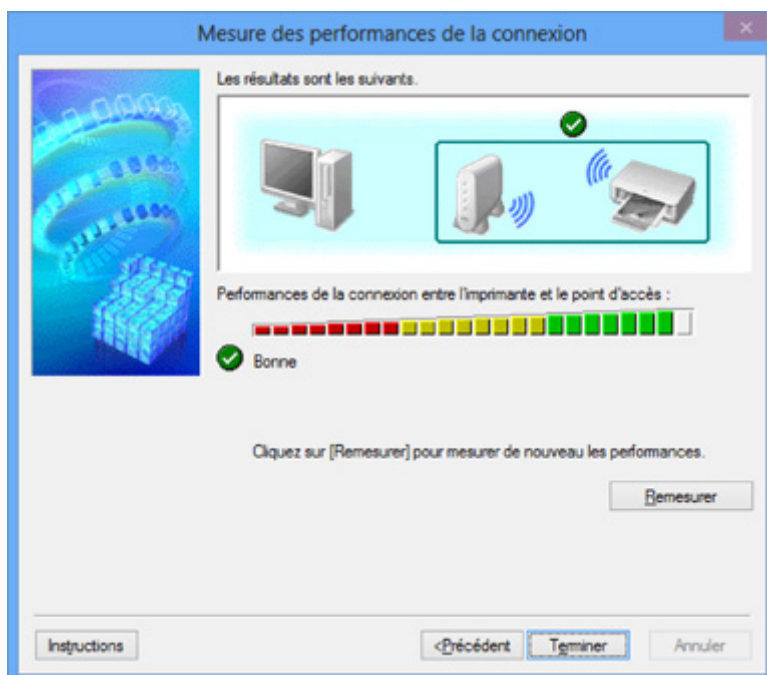 Mesure des performances de la connexion
Les résultats sont les suivants.
Performances de la connexion entre l'imprimante et le point d'accès :
Bonne
Cliquez sur [Remesurer] pour mesurer de nouveau les performances.
Remesurer
Instructions
<Précédent
Terminer
Annuler